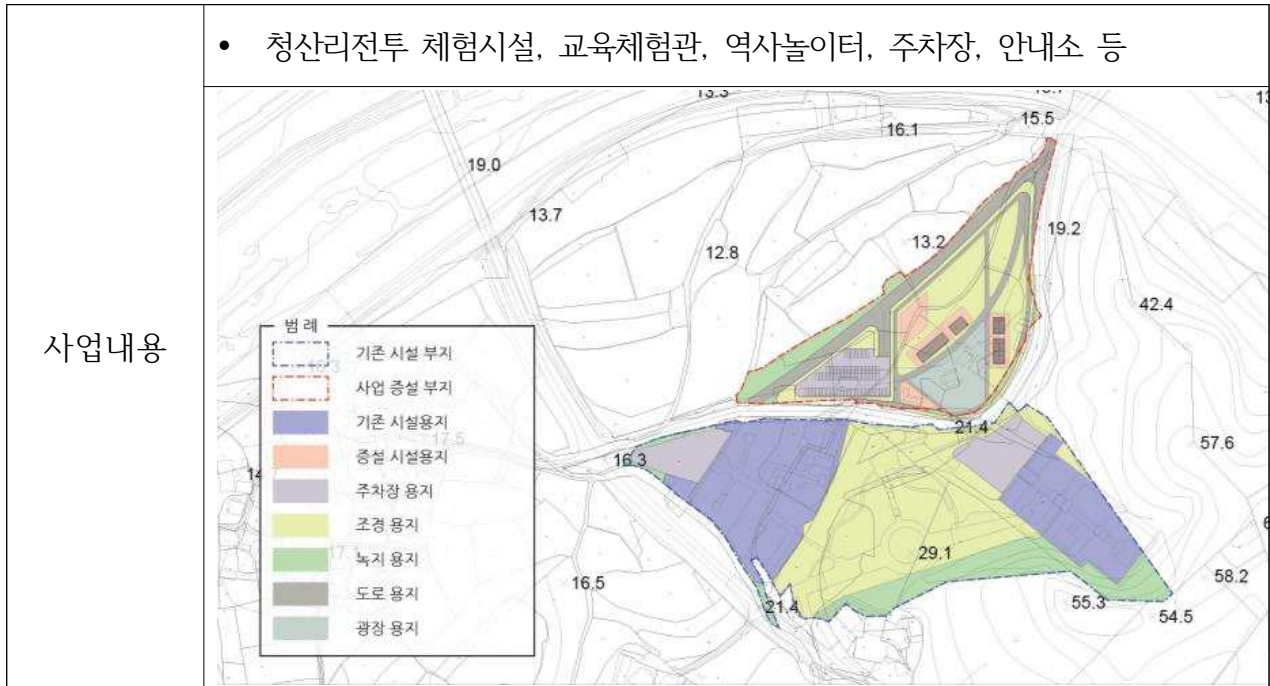 사업내용
• 청산리전투 체험시설, 교육체험관, 역사놀이터, 주차장, 안내소 등
13.3
16.1
15.5
19.0
13.7
12.8
13.2
19.2
42.4
범 례
기존 시설 부지
사업 증설 부지
기존 시설용지
증설 시설용지
주차장 용지
조경 용지
녹지 용지
도로 용지
광장 용지
17.5
16.3
21.4
57.6
16.5
29.1
21.4
55.3
58.2
54.5